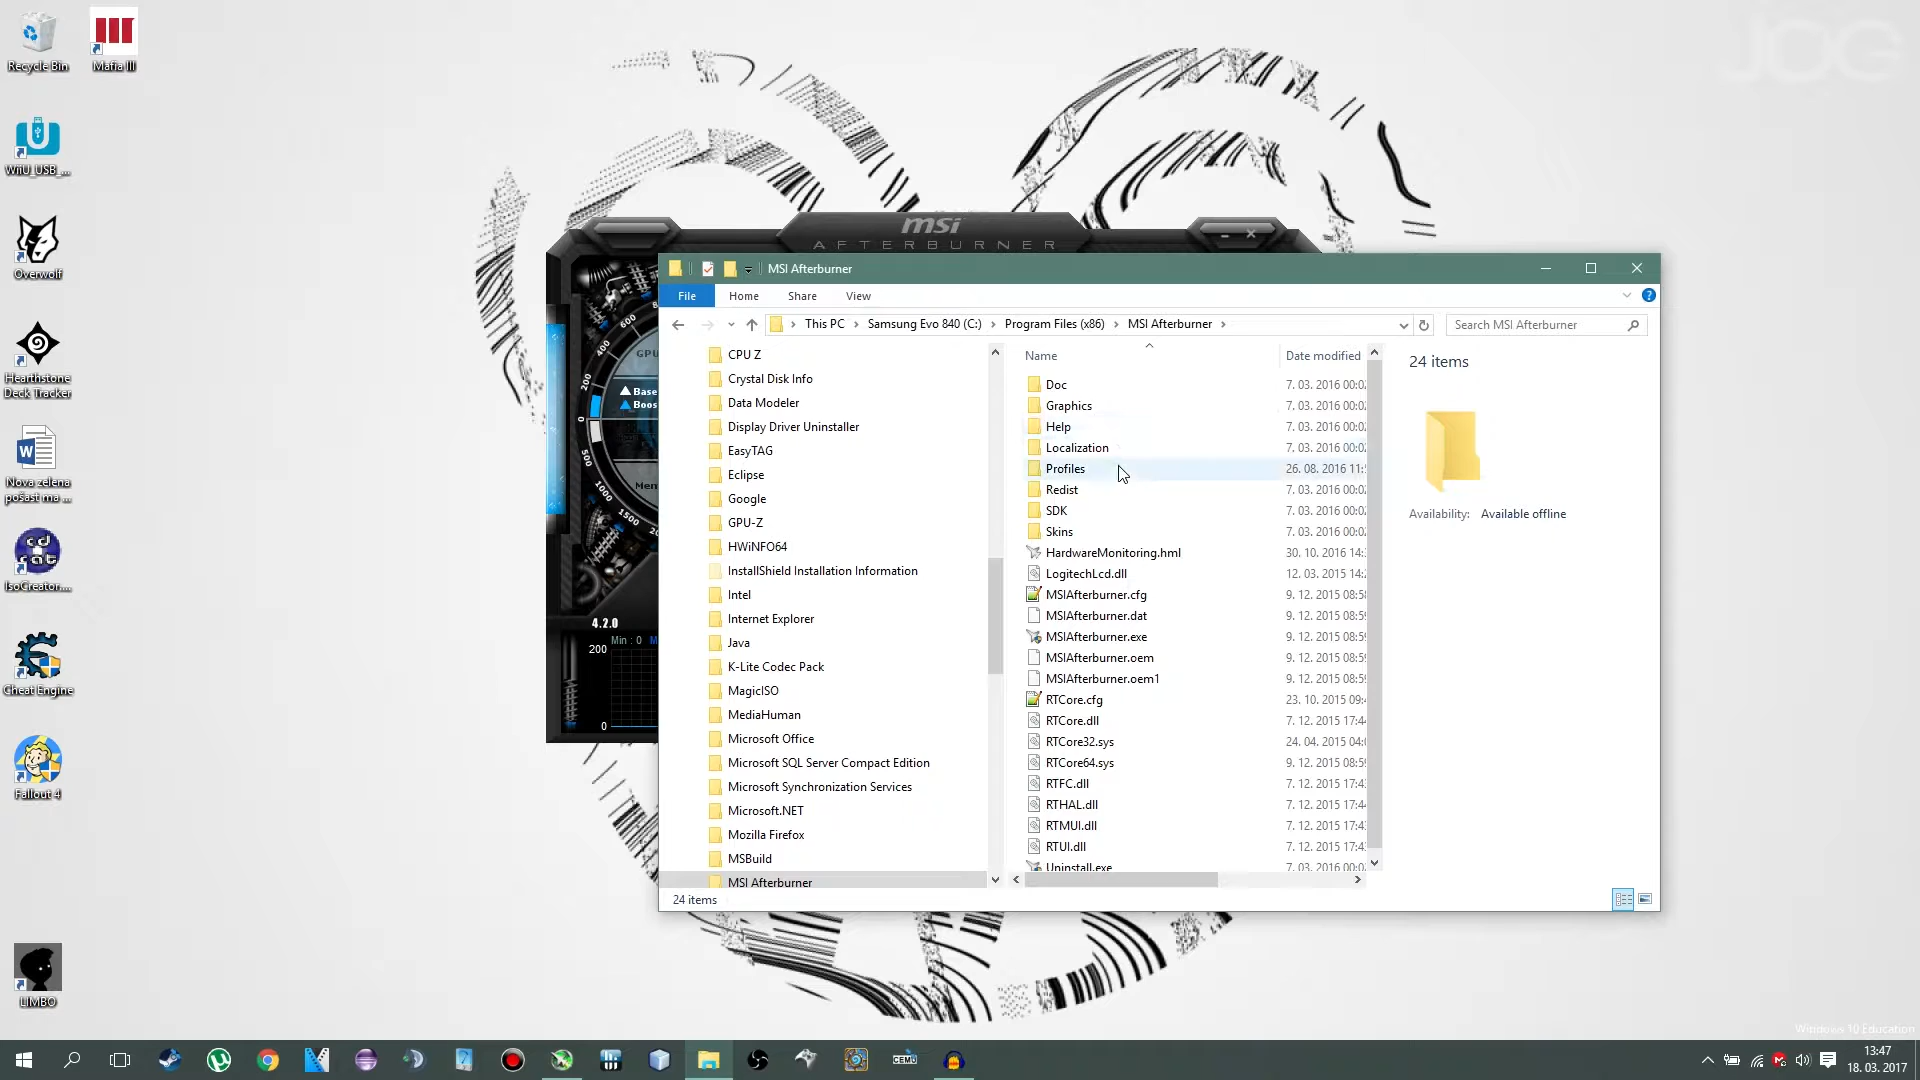 JOG
Recycle Bin
Mafia III
WiiU_USB_...
Overwolf
Hearthstone
Deck Tracker
Nova zelena
pošast ma ...
IsoCreator....
Cheat Engine
Fallout 4
LIMBO
msi
AFTERBURNER
GPU
Base
Boos
Men
0
200
400
600
500
1000
1500
4.2.0
Min : 0
200
0
MSI Afterburner
File
Home
Share
View
This PC
Samsung Evo 840 (C:)
Program Files (x86)
MSI Afterburner
Search MSI Afterburner
CPU Z
Crystal Disk Info
Data Modeler
Display Driver Uninstaller
EasyTAG
Eclipse
Google
GPU-Z
HWiNFO64
InstallShield Installation Information
Intel
Internet Explorer
Java
K-Lite Codec Pack
MagicISO
MediaHuman
Microsoft Office
Microsoft SQL Server Compact Edition
Microsoft Synchronization Services
Microsoft.NET
Mozilla Firefox
MSBuild
MSI Afterburner
Name Date modified
Doc 7. 03. 2016 00:0
Graphics 7. 03. 2016 00:0
Help 7. 03. 2016 00:0
Localization 7. 03. 2016 00:0
Profiles 26. 08. 2016 11:
Redist 7. 03. 2016 00:0
SDK 7. 03. 2016 00:0
Skins 7. 03. 2016 00:0
HardwareMonitoring.hml 30. 10. 2016 14:
LogitechLcd.dll 12. 03. 2015 14:
MSIAfterburner.cfg 9. 12. 2015 08:5
MSIAfterburner.dat 9. 12. 2015 08:5
MSIAfterburner.exe 9. 12. 2015 08:5
MSIAfterburner.oem 9. 12. 2015 08:5
MSIAfterburner.oem1 9. 12. 2015 08:5
RTCore.cfg 23. 10. 2015 09:
RTCore.dll 7. 12. 2015 17:4
RTCore32.sys 24. 04. 2015 04:
RTCore64.sys 9. 12. 2015 08:5
RTFC.dll 7. 12. 2015 17:4
RTHAL.dll 7. 12. 2015 17:4
RTMUI.dll 7. 12. 2015 17:4
RTUI.dll 7. 12. 2015 17:4
Uninstall.exe 7. 03. 2016 00:0
24 items
Availability: Available offline
24 items
Windows 10 Education
CEMU
13:47
18. 03. 2017